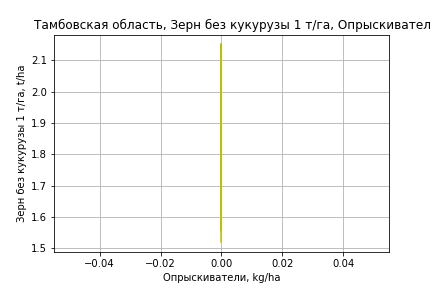 Тамбовская область, Зерн без кукурузы 1 т/га, Опрыскивател
Зерн без кукурузы 1 т/га, t/ha
2.1
2.0
1.9
1.8
1.7
1.6
1.5
−0.04 −0.02 0.00 0.02 0.04
Опрыскиватели, kg/ha